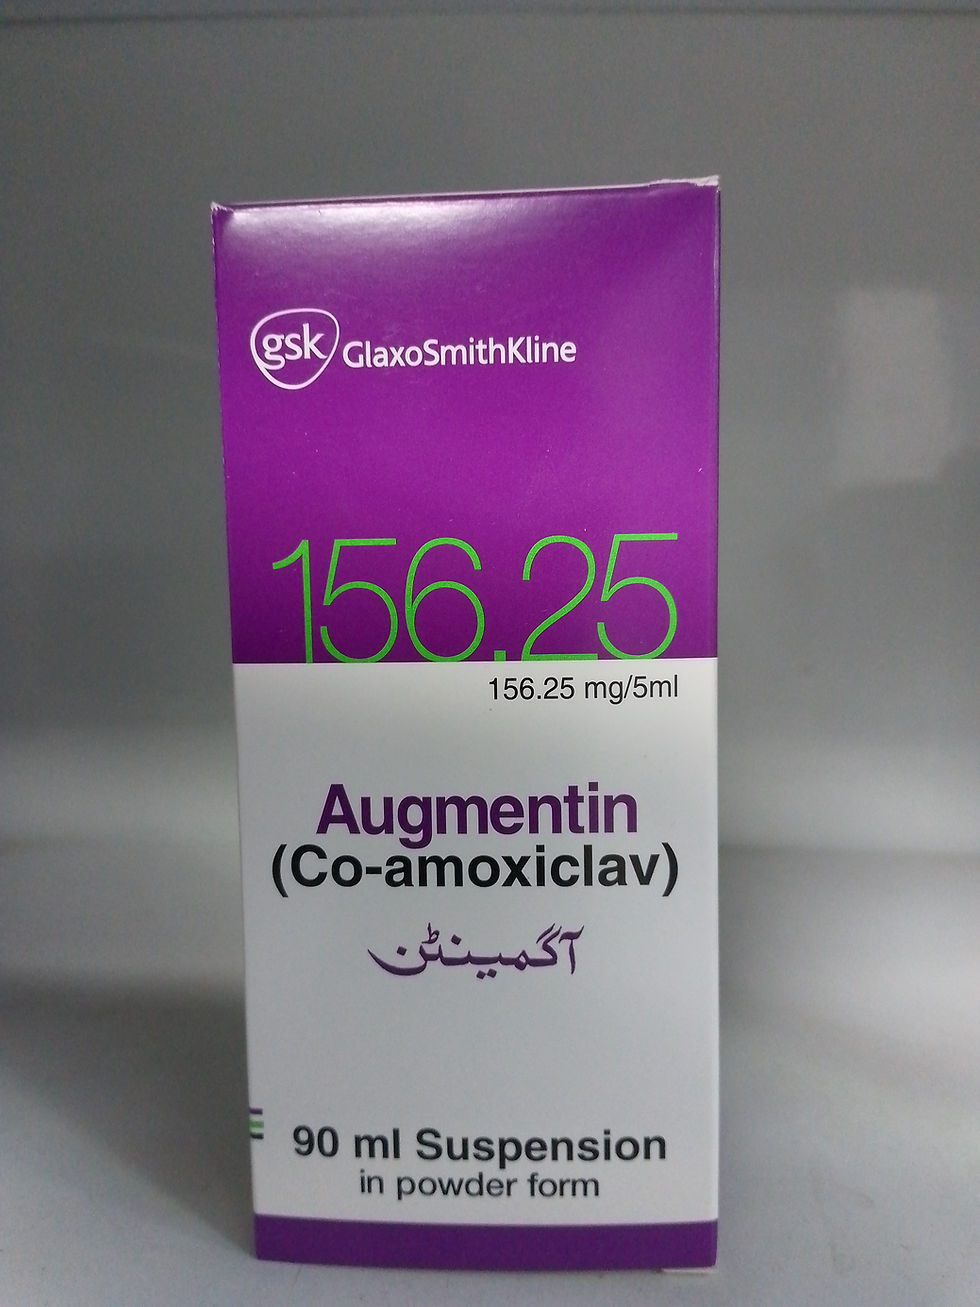 gsk GlaxoSmithKline
156.25
156.25 mg/5ml
Augmentin
(Co-amoxiclav)
آگمینٹن
90 ml Suspension
in powder form